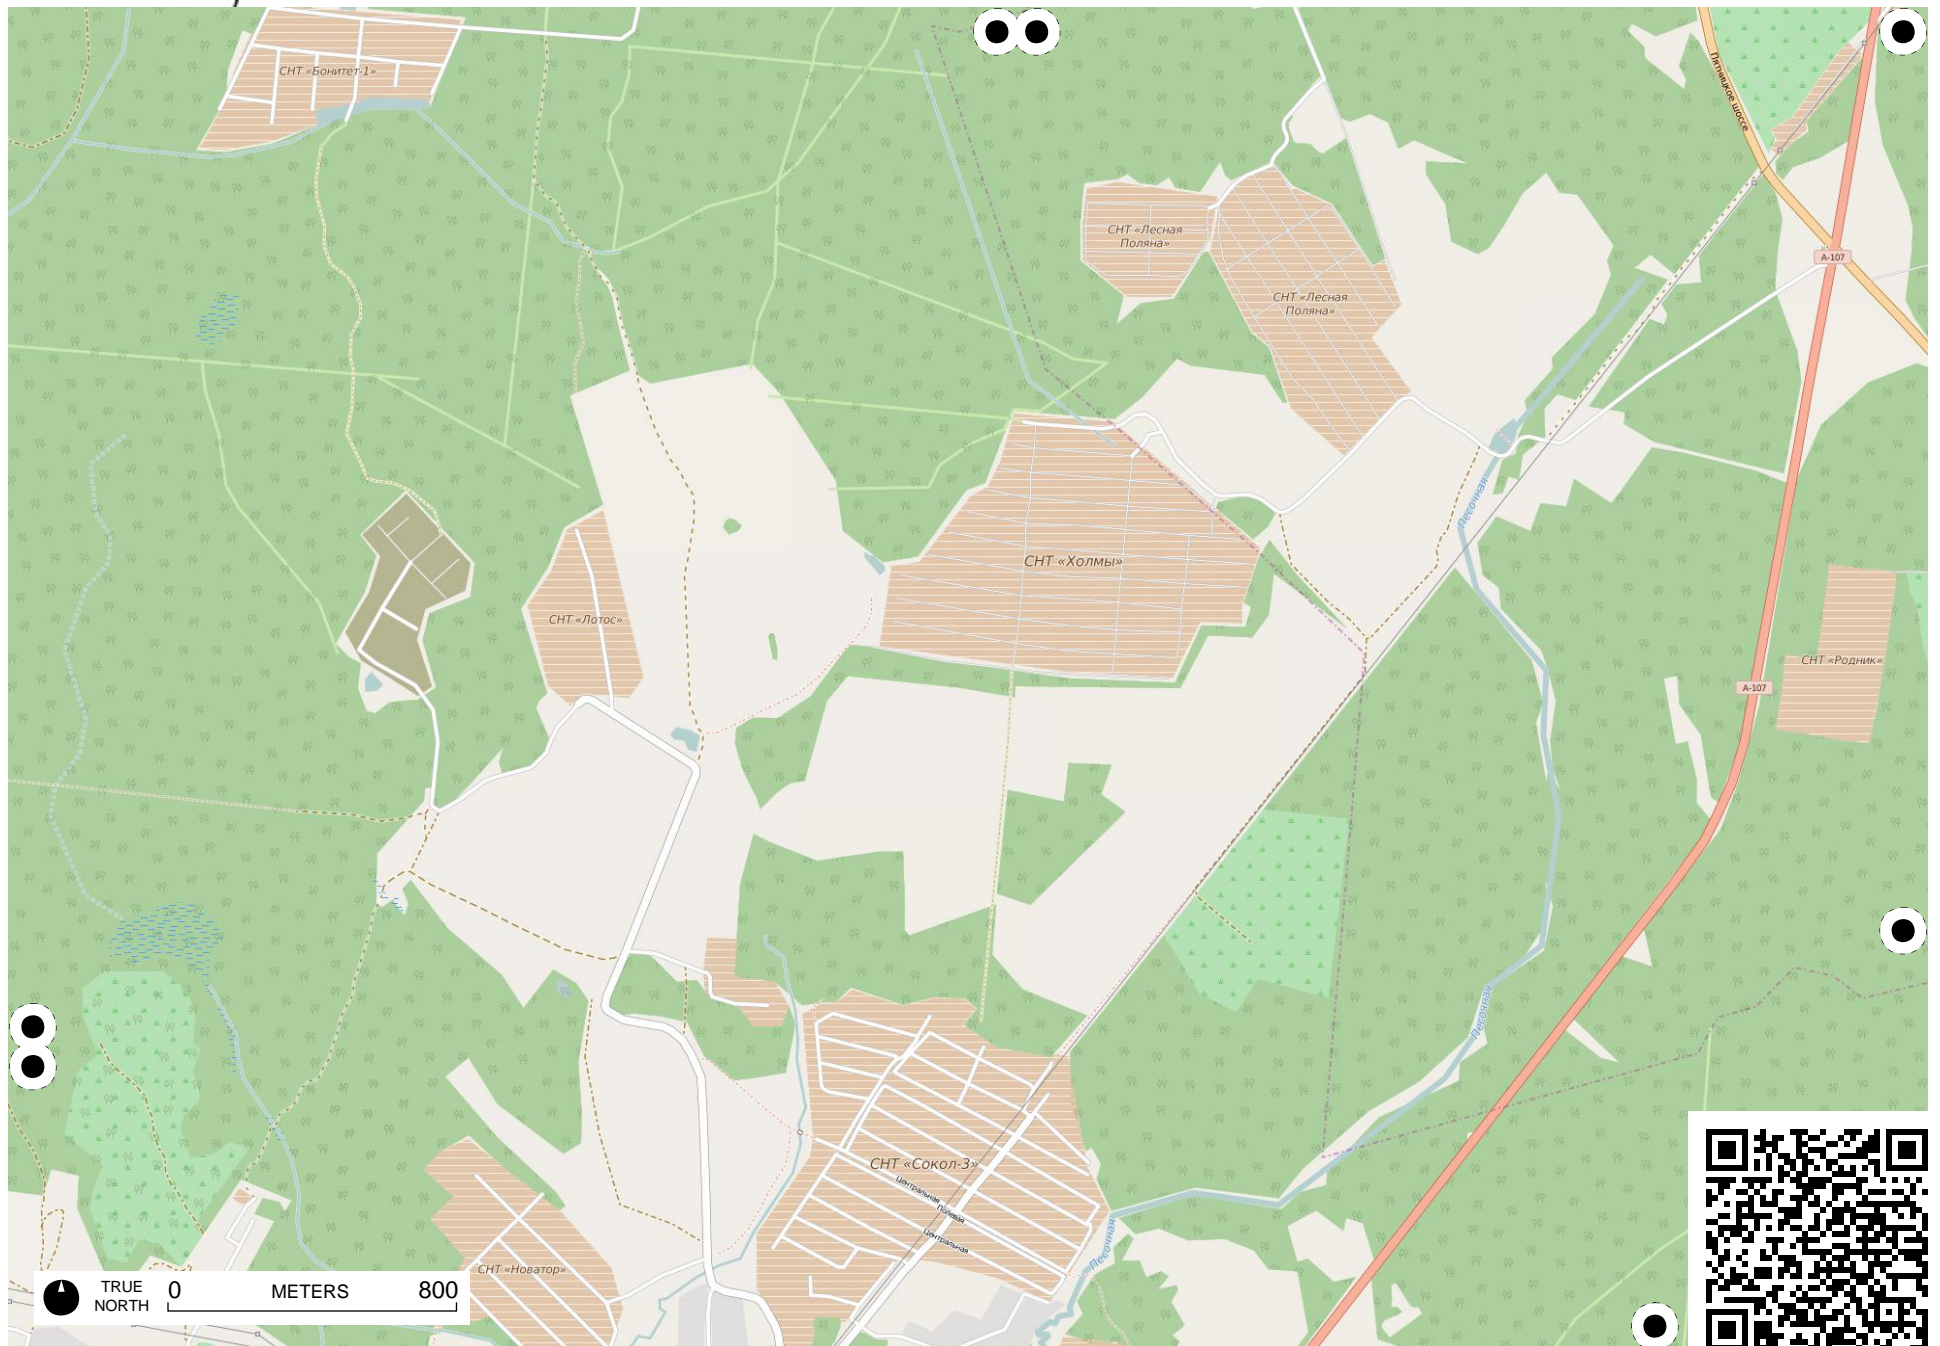 СНТ «Бонитет-1»
Пятницкое шоссе
СНТ «Лесная
Поляна»
А-107
СНТ «Лесная
Поляна»
Песочная
СНТ «Холмы»
СНТ «Лотос»
СНТ «Родник»
А-107
Песочная
СНТ «Сокол-3»
Центральная
Полевая
Центральная
Песочная
СНТ «Новатор»
TRUE
NORTH
0 METERS 800